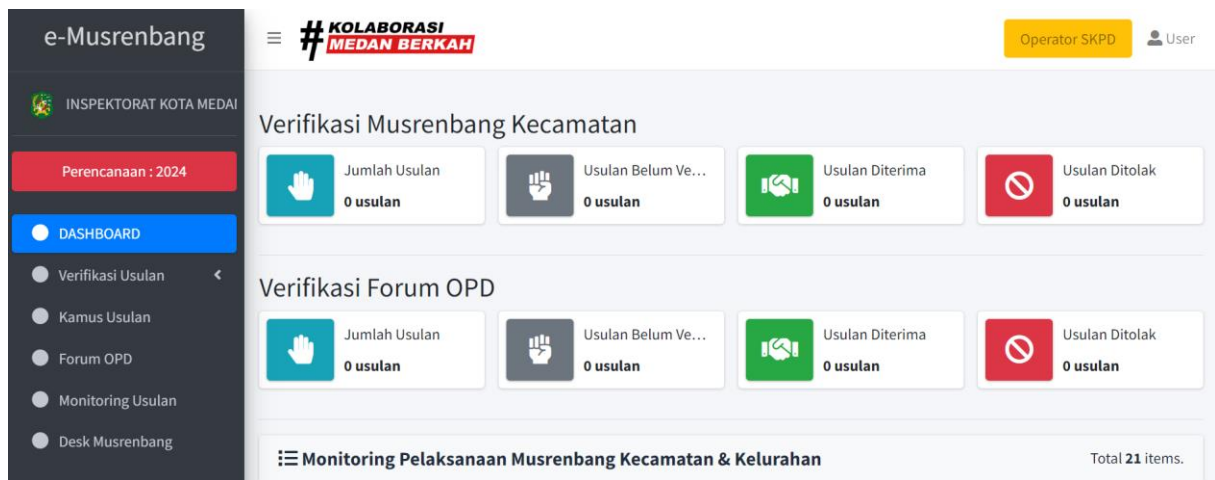 e-Musrenbang
# KOLABORASI
MEDAN BERKAH
Operator SKPD
User
INSPEKTORAT KOTA MEDAI
Perencanaan : 2024
DASHBOARD
Verifikasi Usulan
Kamus Usulan
Forum OPD
Monitoring Usulan
Desk Musrenbang
Verifikasi Musrenbang Kecamatan
Jumlah Usulan
0 usulan
Usulan Belum Ve...
0 usulan
Usulan Diterima
0 usulan
Usulan Ditolak
0 usulan
Verifikasi Forum OPD
Jumlah Usulan
0 usulan
Usulan Belum Ve...
0 usulan
Usulan Diterima
0 usulan
Usulan Ditolak
0 usulan
Monitoring Pelaksanaan Musrenbang Kecamatan & Kelurahan
Total 21 items.